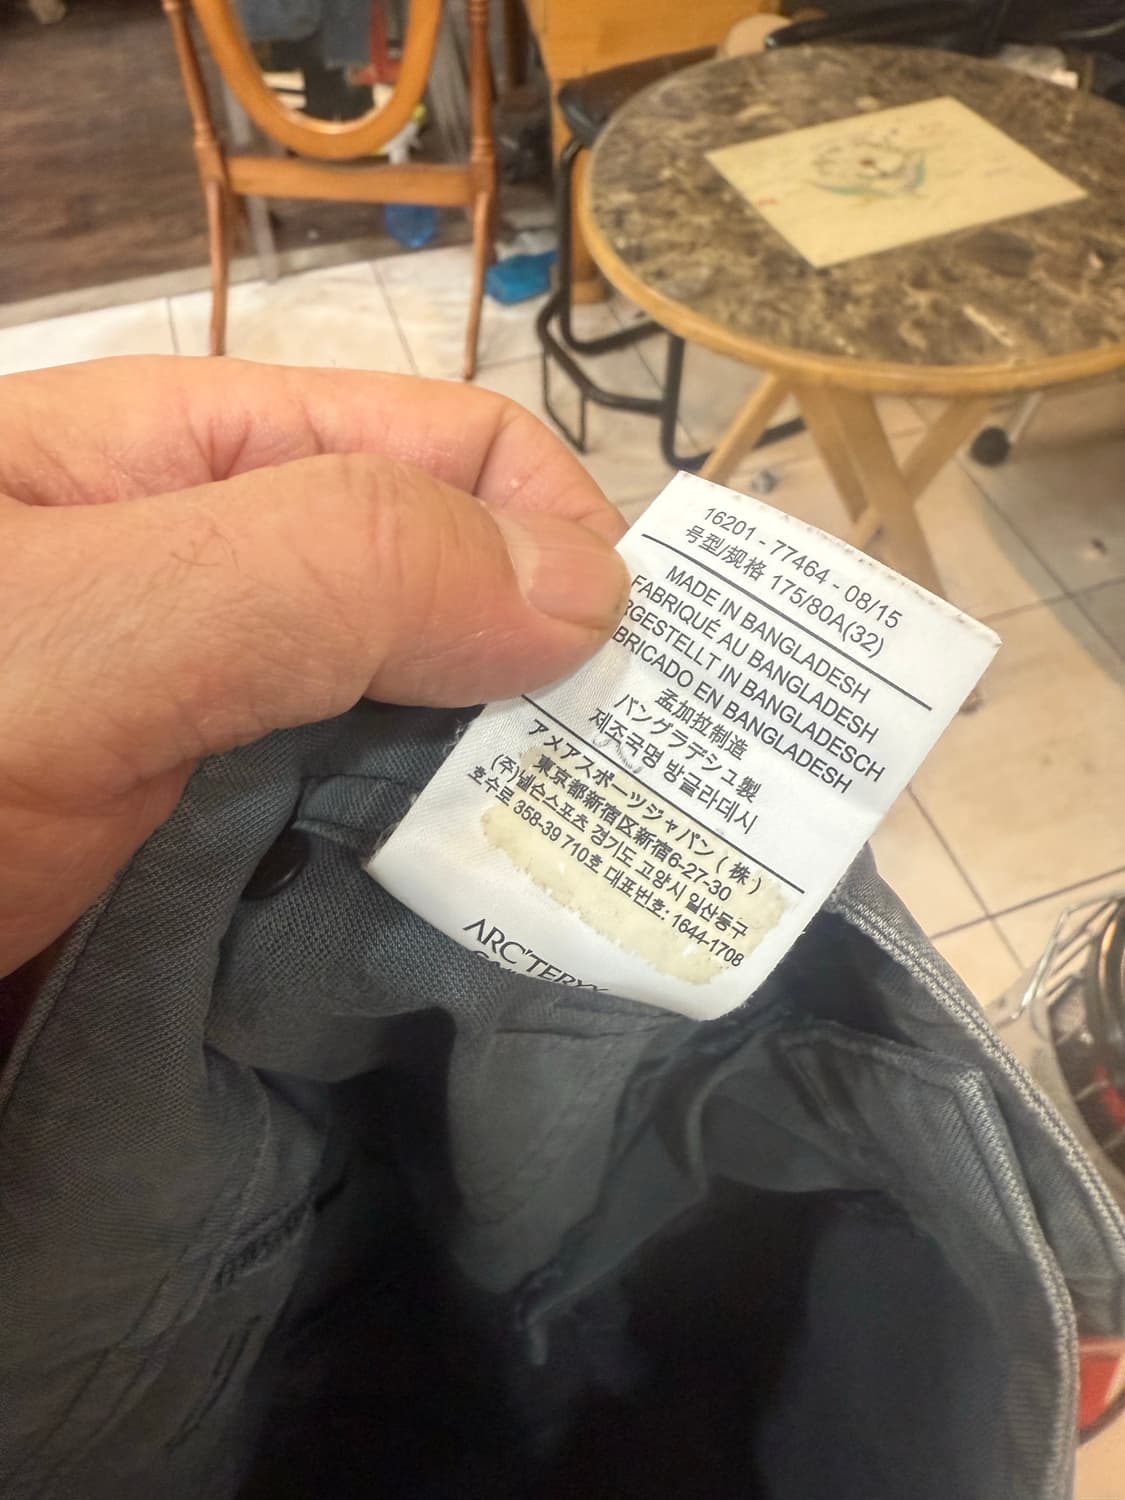 16201 - 77464 - 08/15
号型/规格 175/80A(32)
MADE IN BANGLADESH
FABRIQUÉ AU BANGLADESH
RGESTELLT IN BANGLADESCH
BRICADO EN BANGLADESH
孟加拉制造
バングラデシュ製
제조국명 방글라데시
アメアスポーツジャパン（株）
東京都新宿区新宿6-27-30
(주)넬슨스포츠 경기도 고양시 일산동구
호수로 358-39 710호 대표번호: 1644-1708
ARC'TERYX